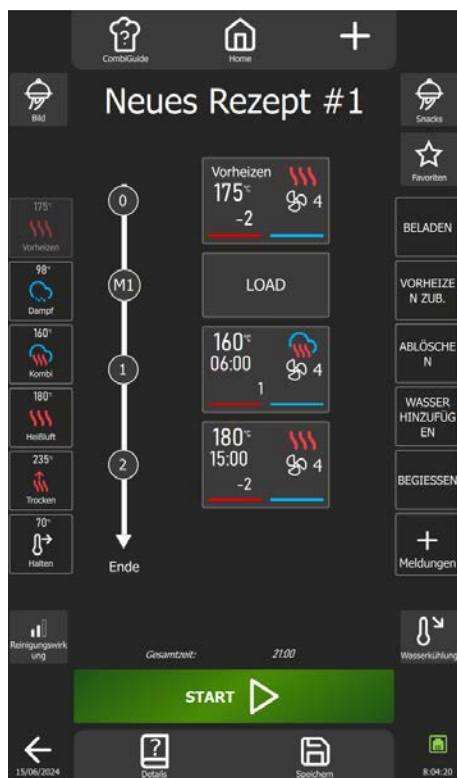 CombiGuide
Home
Bild
Neues Rezept #1
Snacks
Favoriten
175°
Vorheizen
98°
Dampf
160°
Kombi
180°
Heißluft
235°
Trocken
70°
Halten
0
M1
1
2
Ende
Vorheizen
175°C
4
-2
LOAD
160°C
06:00
4
1
180°C
15:00
4
-2
BELADEN
VORHEIZE
N ZUB.
ABLÖSCHE
N
WASSER
HINZUFÜG
EN
BEGIESSEN
Meldungen
Reinigungswirk
ung
Gesamtzeit: 21:00
Wasserkühlung
START
15/06/2024
Details
Speichern
8:04:20